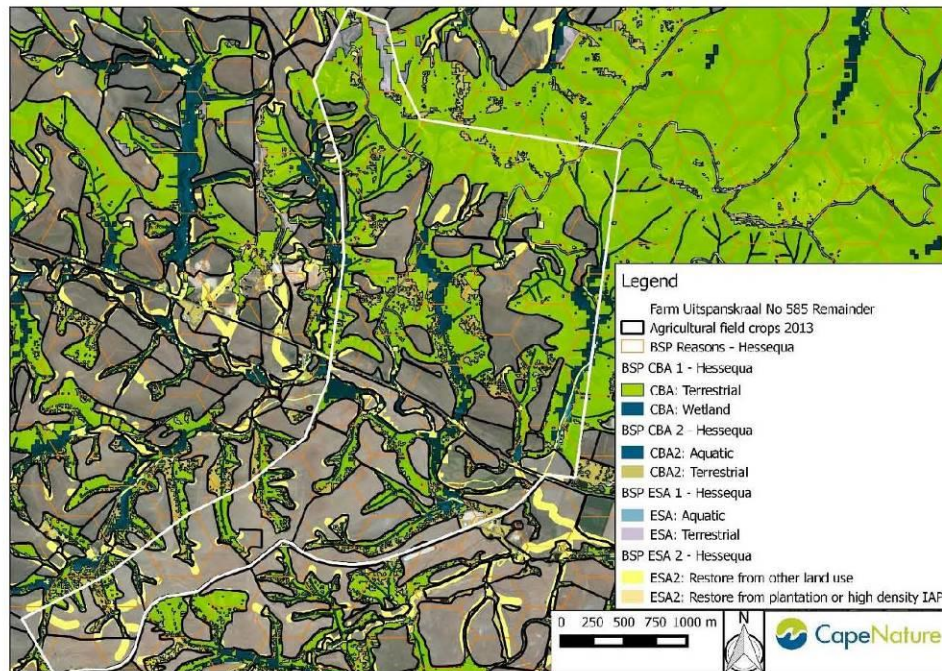 Legend
Farm Uitspanskraal No 585 Remainder
Agricultural field crops 2013
BSP Reasons - Hessequa
BSP CBA 1 - Hessequa
CBA: Terrestrial
CBA: Wetland
BSP CBA 2 - Hessequa
CBA2: Aquatic
CBA2: Terrestrial
BSP ESA 1 - Hessequa
ESA: Aquatic
ESA: Terrestrial
BSP ESA 2 - Hessequa
ESA2: Restore from other land use
ESA2: Restore from plantation or high density IAP
0 250 500 750 1000 m
N
CapeNature